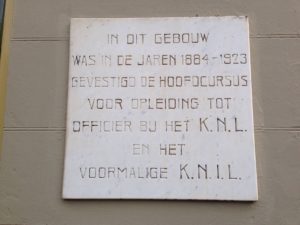 IN DIT GEBOUW
WAS IN DE JAREN 1884-1923
GEVESTIGD DE HOOFDCURSUS
VOOR OPLEIDING TOT
OFFICIER BIJ HET K.N.L.
EN HET
VOORMALIGE K.N.I.L.